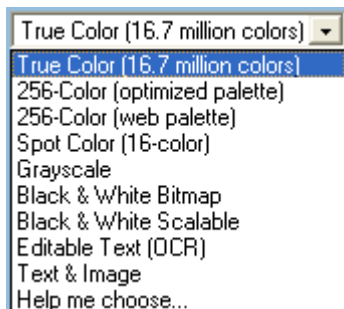 True Color (16.7 million colors)
True Color (16.7 million colors)
256-Color (optimized palette)
256-Color (web palette)
Spot Color (16-color)
Grayscale
Black & White Bitmap
Black & White Scalable
Editable Text (OCR)
Text & Image
Help me choose...